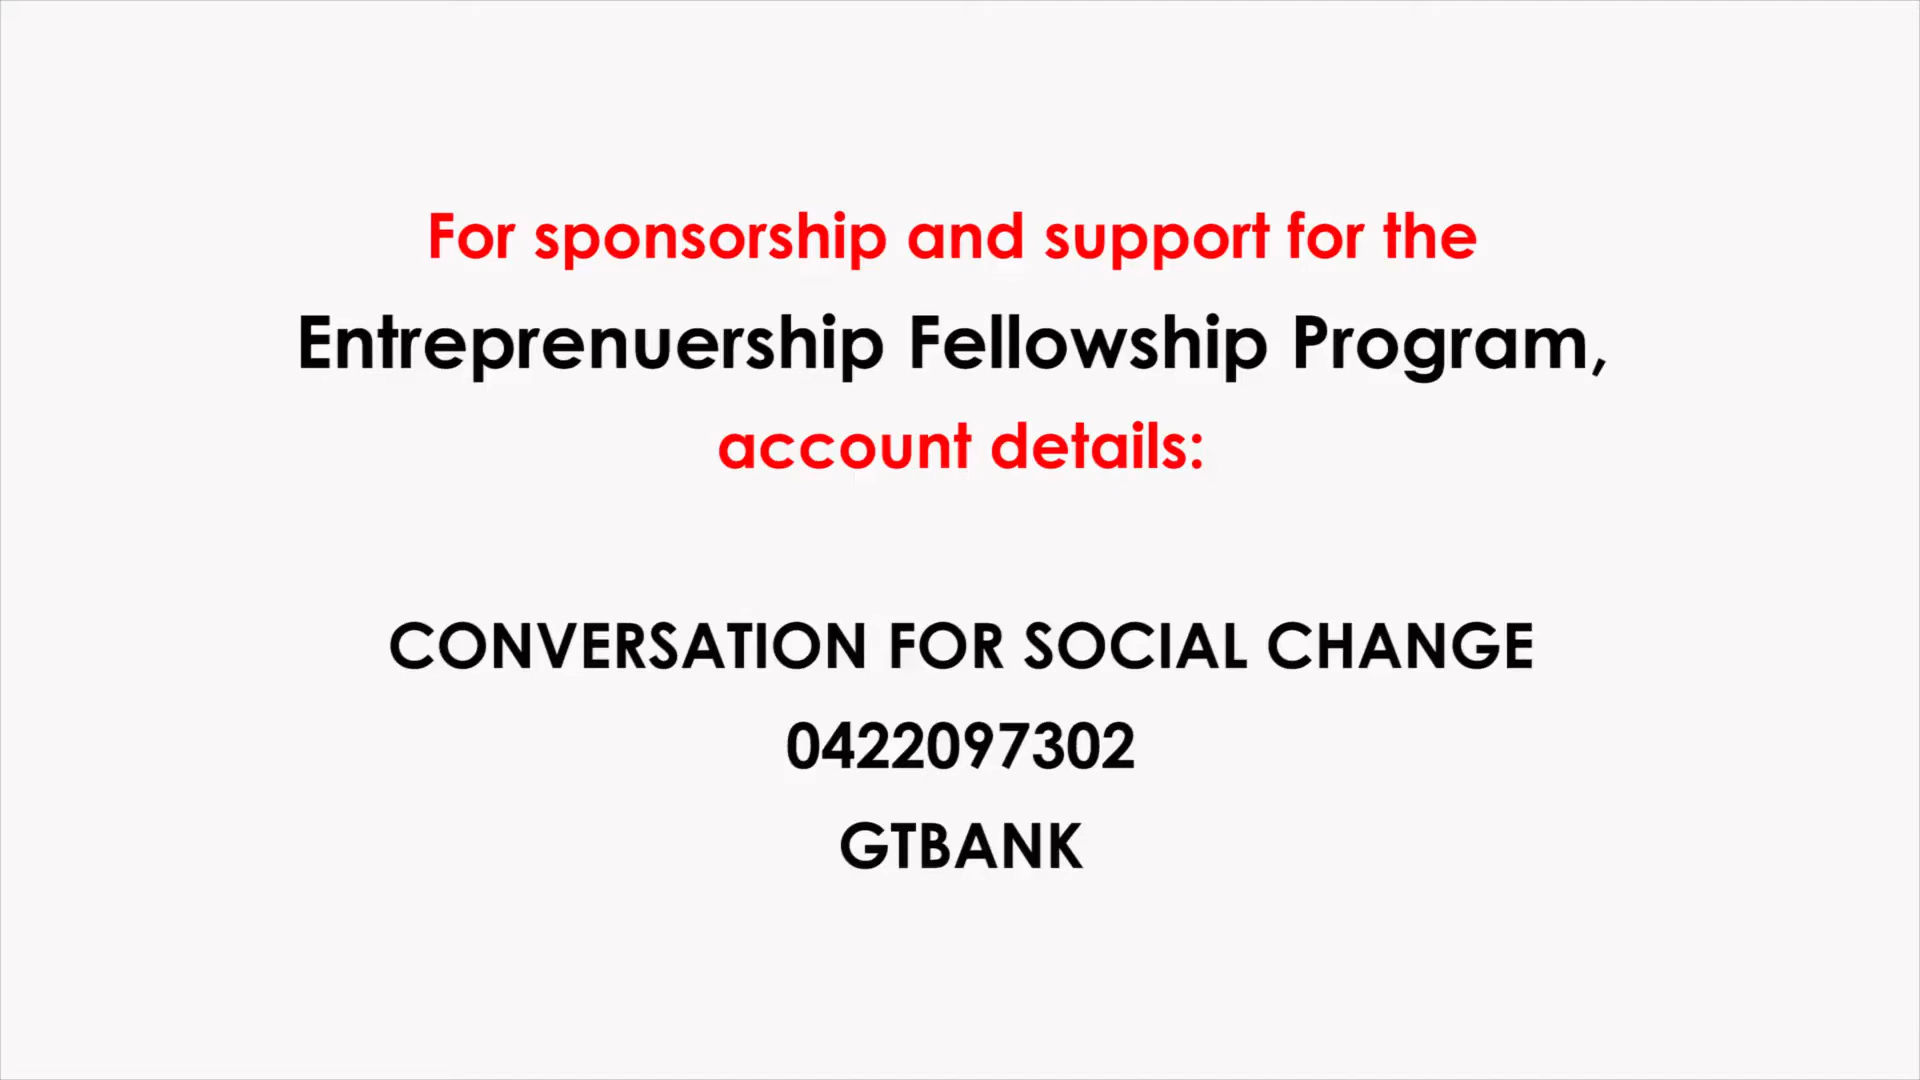 For sponsorship and support for the
Entreprenuership Fellowship Program,
account details:
CONVERSATION FOR SOCIAL CHANGE
0422097302
GTBANK